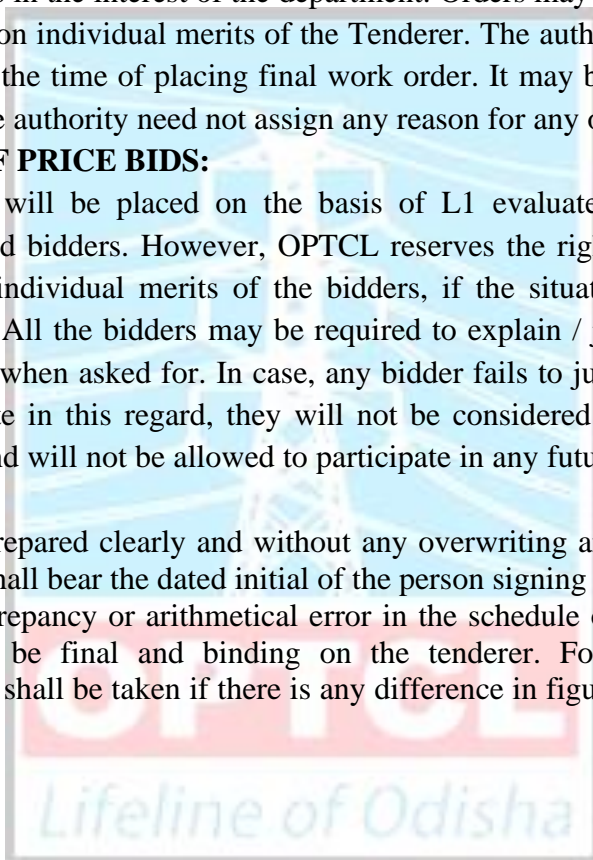 s in the interest of the department. Orders may
on individual merits of the Tenderer. The auth
the time of placing final work order. It may b
e authority need not assign any reason for any o
F PRICE BIDS:
will be placed on the basis of L1 evaluate
d bidders. However, OPTCL reserves the righ
individual merits of the bidders, if the situat
All the bidders may be required to explain / j
when asked for. In case, any bidder fails to ju
te in this regard, they will not be considered
nd will not be allowed to participate in any futu
repared clearly and without any overwriting a
hall bear the dated initial of the person signing
repancy or arithmetical error in the schedule
be final and binding on the tenderer. Fo
shall be taken if there is any difference in figu
OPTCL
Lifeline of Odisha